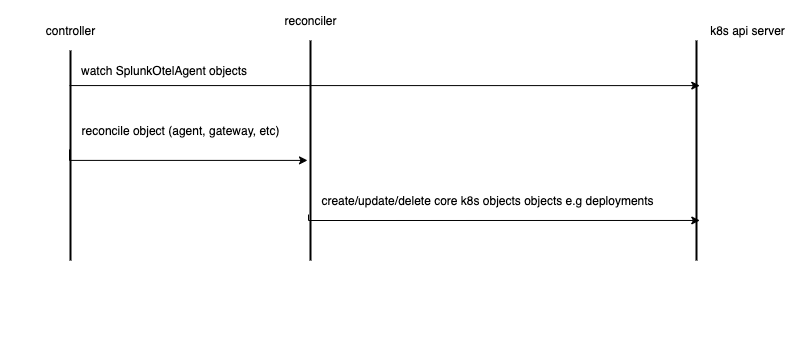 controller
reconciler
k8s api server
watch SplunkOtelAgent objects
reconcile object (agent, gateway, etc)
create/update/delete core k8s objects objects e.g deployments